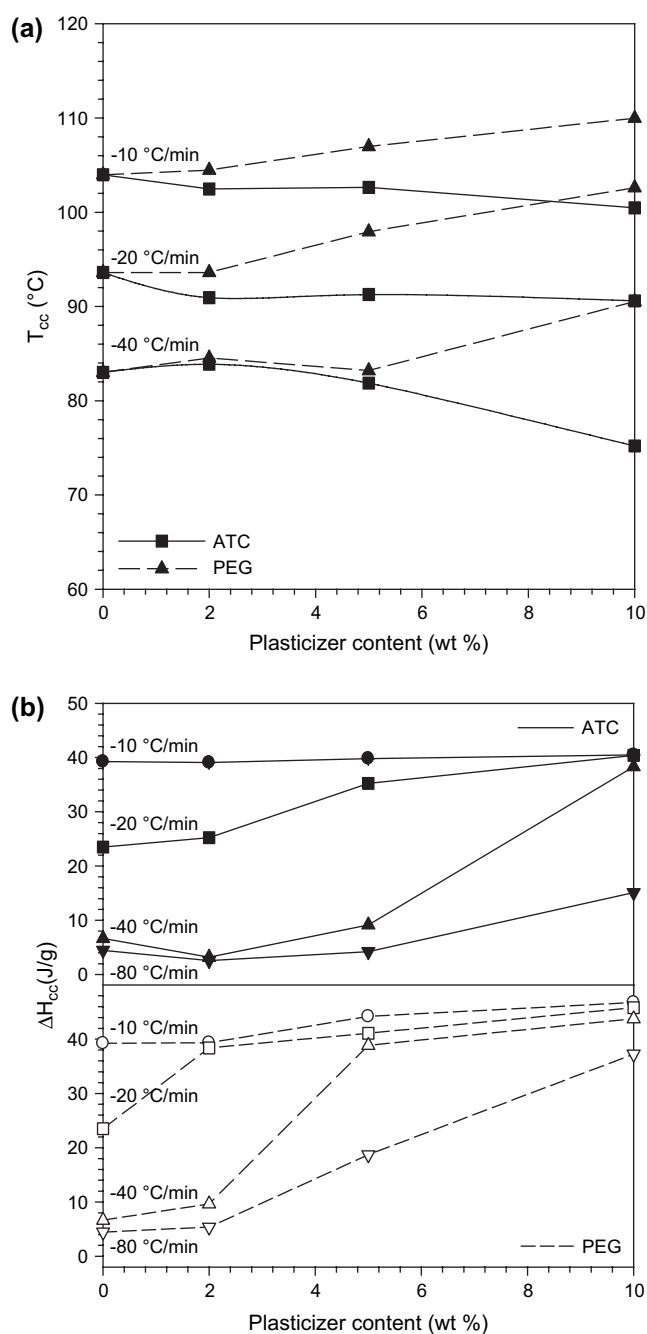 (a)
120
110
100
90
80
70
60
T_cc (°C)
-10 °C/min
-20 °C/min
-40 °C/min
ATC
PEG
0 2 4 6 8 10
Plasticizer content (wt %)
(b)
50
40
30
20
10
0
40
30
20
10
0
ΔH_cc(J/g)
-10 °C/min
ATC
-20 °C/min
-40 °C/min
-80 °C/min
-10 °C/min
-20 °C/min
-40 °C/min
-80 °C/min
PEG
0 2 4 6 8 10
Plasticizer content (wt %)